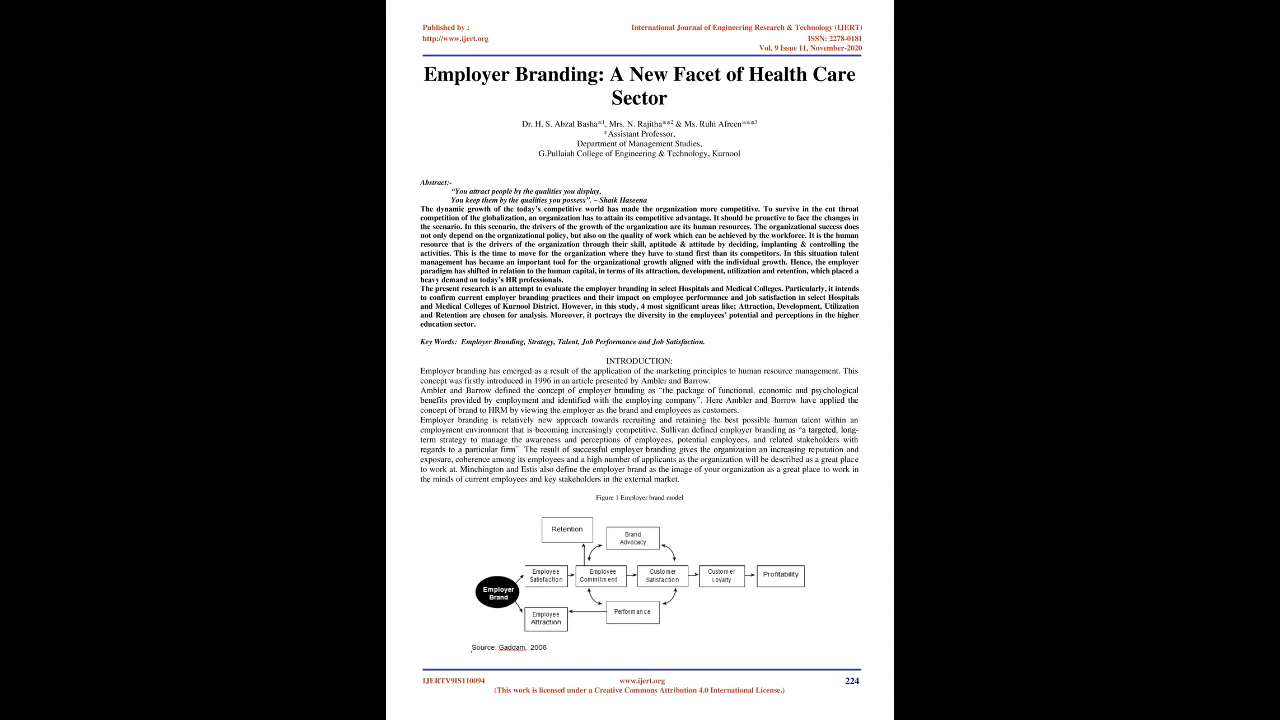 Published by :
http://www.ijert.org
International Journal of Engineering Research & Technology (IJERT)
ISSN: 2278-0181
Vol. 9 Issue 11, November-2020
Employer Branding: A New Facet of Health Care
Sector
Dr. H. S. Abzal Basha*1, Mrs. N. Rajitha**2 & Ms. Ruhi Afreen***3
*Assistant Professor,
Department of Management Studies,
G.Pullaiah College of Engineering & Technology, Kurnool
Abstract:-
"You attract people by the qualities you display,
You keep them by the qualities you possess". – Shaik Haseena
The dynamic growth of the today's competitive world has made the organization more competitive. To survive in the cut throat
competition of the globalization, an organization has to attain its competitive advantage. It should be proactive to face the changes in
the scenario. In this scenario, the drivers of the growth of the organization are its human resources. The organizational success does
not only depend on the organizational policy, but also on the quality of work which can be achieved by the workforce. It is the human
resource that is the drivers of the organization through their skill, aptitude & attitude by deciding, implanting & controlling the
activities. This is the time to move for the organization where they have to stand first than its competitors. In this situation talent
management has became an important tool for the organizational growth aligned with the individual growth. Hence, the employer
paradigm has shifted in relation to the human capital, in terms of its attraction, development, utilization and retention, which placed a
heavy demand on today's HR professionals.
The present research is an attempt to evaluate the employer branding in select Hospitals and Medical Colleges. Particularly, it intends
to confirm current employer branding practices and their impact on employee performance and job satisfaction in select Hospitals
and Medical Colleges of Kurnool District. However, in this study, 4 most significant areas like; Attraction, Development, Utilization
and Retention are chosen for analysis. Moreover, it portrays the diversity in the employees' potential and perceptions in the higher
education sector.
Key Words: Employer Branding, Strategy, Talent, Job Performance and Job Satisfaction.
INTRODUCTION:
Employer branding has emerged as a result of the application of the marketing principles to human resource management. This
concept was firstly introduced in 1996 in an article presented by Ambler and Barrow.
Ambler and Barrow defined the concept of employer branding as "the package of functional, economic and psychological
benefits provided by employment and identified with the employing company". Here Ambler and Borrow have applied the
concept of brand to HRM by viewing the employer as the brand and employees as customers.
Employer branding is relatively new approach towards recruiting and retaining the best possible human talent within an
employment environment that is becoming increasingly competitive. Sullivan defined employer branding as "a targeted, long-
term strategy to manage the awareness and perceptions of employees, potential employees, and related stakeholders with
regards to a particular firm". The result of successful employer branding gives the organization an increasing reputation and
exposure, coherence among its employees and a high number of applicants as the organization will be described as a great place
to work at. Minchington and Estis also define the employer brand as the image of your organization as a great place to work in
the minds of current employees and key stakeholders in the external market.
Figure 1 Employer brand model
Retention
Brand
Advocacy
Employee
Satisfaction
Employee
Commitment
Customer
Satisfaction
Customer
Loyalty
Profitability
Employer
Brand
Employee
Attraction
Performance
Source: Gaddam, 2008
IJERTV9IS110094
www.ijert.org
224
(This work is licensed under a Creative Commons Attribution 4.0 International License.)